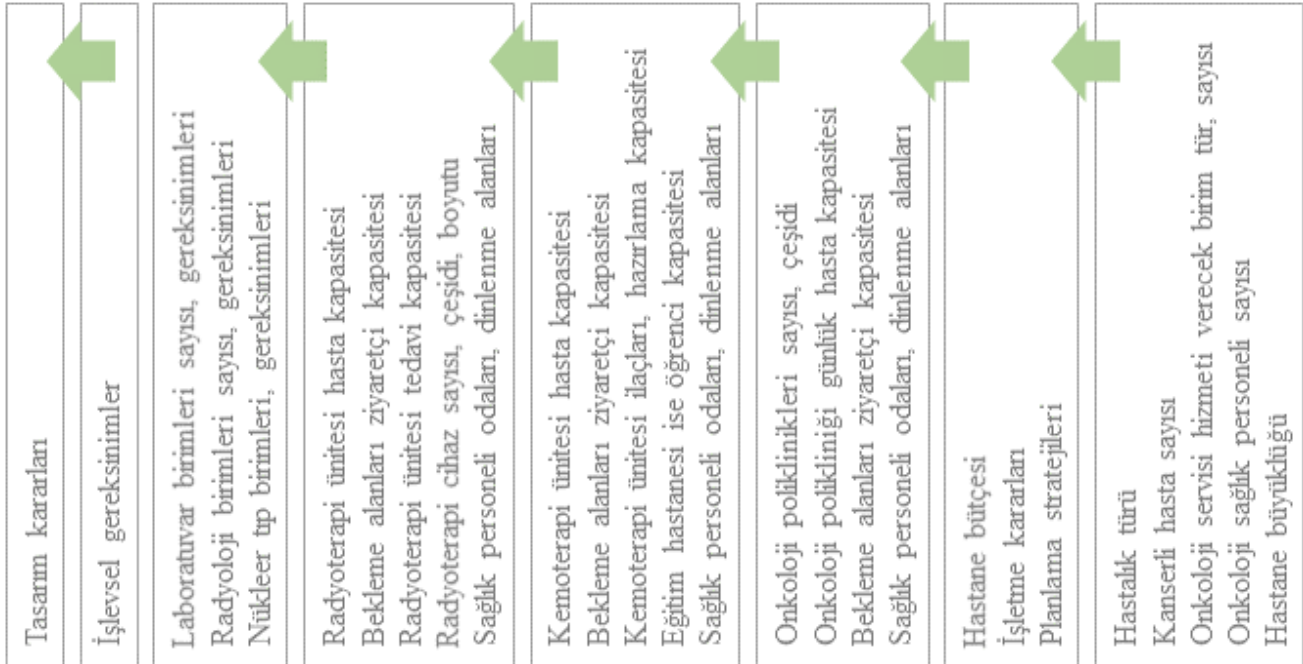 Tasarım kararları
İşlevsel gereksinimler
Laboratuvar birimleri sayısı, gereksinimleri
Radyoloji birimleri sayısı, gereksinimleri
Nükleer tıp birimleri, gereksinimleri
Radyoterapi ünitesi hasta kapasitesi
Bekleme alanları ziyaretçi kapasitesi
Radyoterapi ünitesi tedavi kapasitesi
Radyoterapi cihaz sayısı, çeşidi, boyutu
Sağlık personeli odaları, dinlenme alanları
Kemoterapi ünitesi hasta kapasitesi
Bekleme alanları ziyaretçi kapasitesi
Kemoterapi ünitesi ilaçları, hazırlama kapasitesi
Eğitim hastanesi ise öğrenci kapasitesi
Sağlık personeli odaları, dinlenme alanları
Onkoloji poliklinikleri sayısı, çeşidi
Onkoloji polikliniği günlük hasta kapasitesi
Bekleme alanları ziyaretçi kapasitesi
Sağlık personeli odaları, dinlenme alanları
Hastane bütçesi
İşletme kararları
Planlama stratejileri
Hastalık türü
Kanserli hasta sayısı
Onkoloji servisi hizmeti verecek birim tür, sayısı
Onkoloji sağlık personeli sayısı
Hastane büyüklüğü